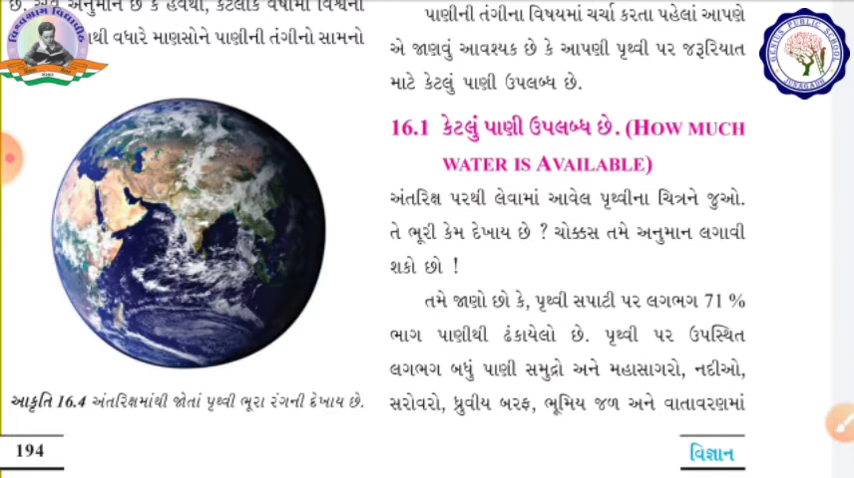 છે. એવું અનુમાન છે કે હવેથી, કેટલાક વર્ષોમાં વિશ્વના
થી વધારે માણસોને પાણીની તંગીનો સામનો
આકૃતિ 16.4 અંતરિક્ષમાંથી જોતાં પૃથ્વી ભૂરા રંગની દેખાય છે.
194
પાણીની તંગીના વિષયમાં ચર્ચા કરતા પહેલાં આપણે
એ જાણવું આવશ્યક છે કે આપણી પૃથ્વી પર જરૂરિયાત
માટે કેટલું પાણી ઉપલબ્ધ છે.
16.1 કેટલું પાણી ઉપલબ્ધ છે. (HOW MUCH
WATER IS AVAILABLE)
અંતરિક્ષ પરથી લેવામાં આવેલ પૃથ્વીના ચિત્રને જુઓ.
તે ભૂરી કેમ દેખાય છે ? ચોક્કસ તમે અનુમાન લગાવી
શકો છો !
તમે જાણો છો કે, પૃથ્વી સપાટી પર લગભગ 71 %
ભાગ પાણીથી ઢંકાયેલો છે. પૃથ્વી પર ઉપસ્થિત
લગભગ બધું પાણી સમુદ્રો અને મહાસાગરો, નદીઓ,
સરોવરો, ધ્રુવીય બરફ, ભૂમિય જળ અને વાતાવરણમાં
વિજ્ઞાન
GENIUS PUBLIC SCHOOL
JUNAGADH